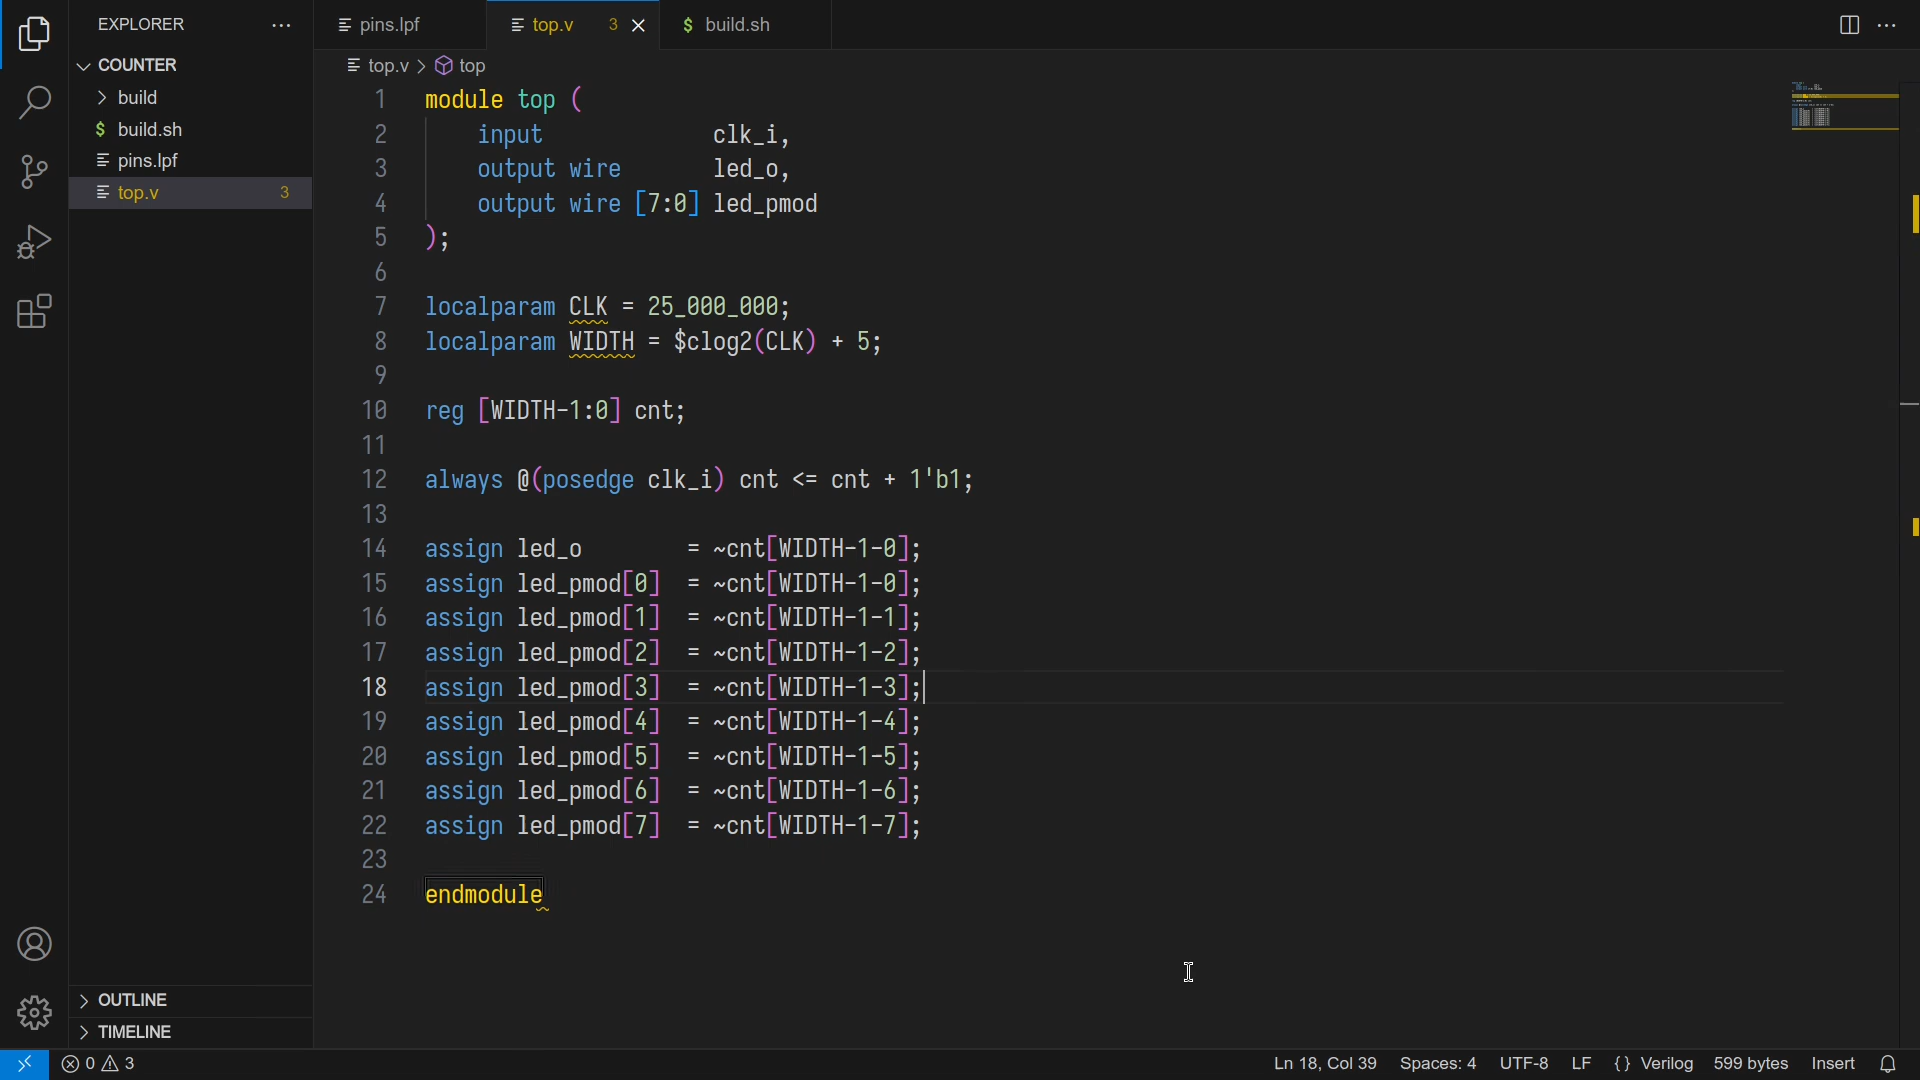 EXPLORER
COUNTER
build
$ build.sh
pins.lpf
top.v 3
OUTLINE
TIMELINE
pins.lpf
top.v 3
$ build.sh
top.v > top
1 module top (
2     input             clk_i,
3     output wire       led_o,
4     output wire [7:0] led_pmod
5 );
6
7 localparam CLK = 25_000_000;
8 localparam WIDTH = $clog2(CLK) + 5;
9
10 reg [WIDTH-1:0] cnt;
11
12 always @(posedge clk_i) cnt <= cnt + 1'b1;
13
14 assign led_o        = ~cnt[WIDTH-1-0];
15 assign led_pmod[0]  = ~cnt[WIDTH-1-0];
16 assign led_pmod[1]  = ~cnt[WIDTH-1-1];
17 assign led_pmod[2]  = ~cnt[WIDTH-1-2];
18 assign led_pmod[3]  = ~cnt[WIDTH-1-3];
19 assign led_pmod[4]  = ~cnt[WIDTH-1-4];
20 assign led_pmod[5]  = ~cnt[WIDTH-1-5];
21 assign led_pmod[6]  = ~cnt[WIDTH-1-6];
22 assign led_pmod[7]  = ~cnt[WIDTH-1-7];
23
24 endmodule
0 3 Ln 18, Col 39 Spaces: 4 UTF-8 LF {} Verilog 599 bytes Insert